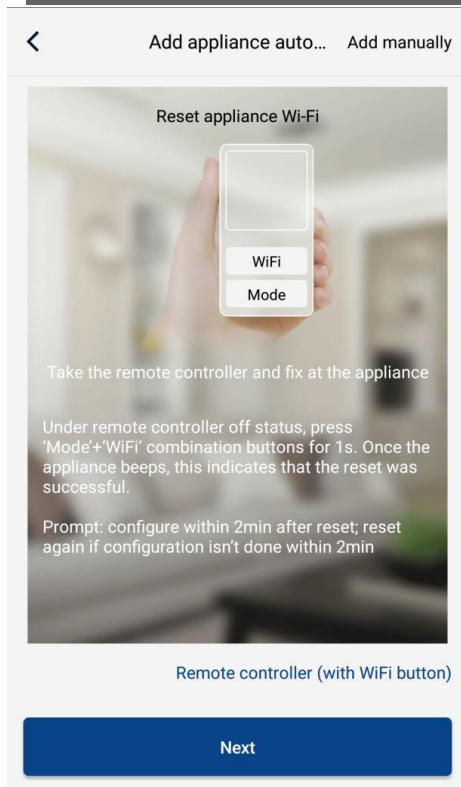 Add appliance auto... Add manually
Reset appliance Wi-Fi
WiFi
Mode
Take the remote controller and fix at the appliance
Under remote controller off status, press
'Mode'+'WiFi' combination buttons for 1s. Once the
appliance beeps, this indicates that the reset was
successful.
Prompt: configure within 2min after reset; reset
again if configuration isn't done within 2min
Remote controller (with WiFi button)
Next